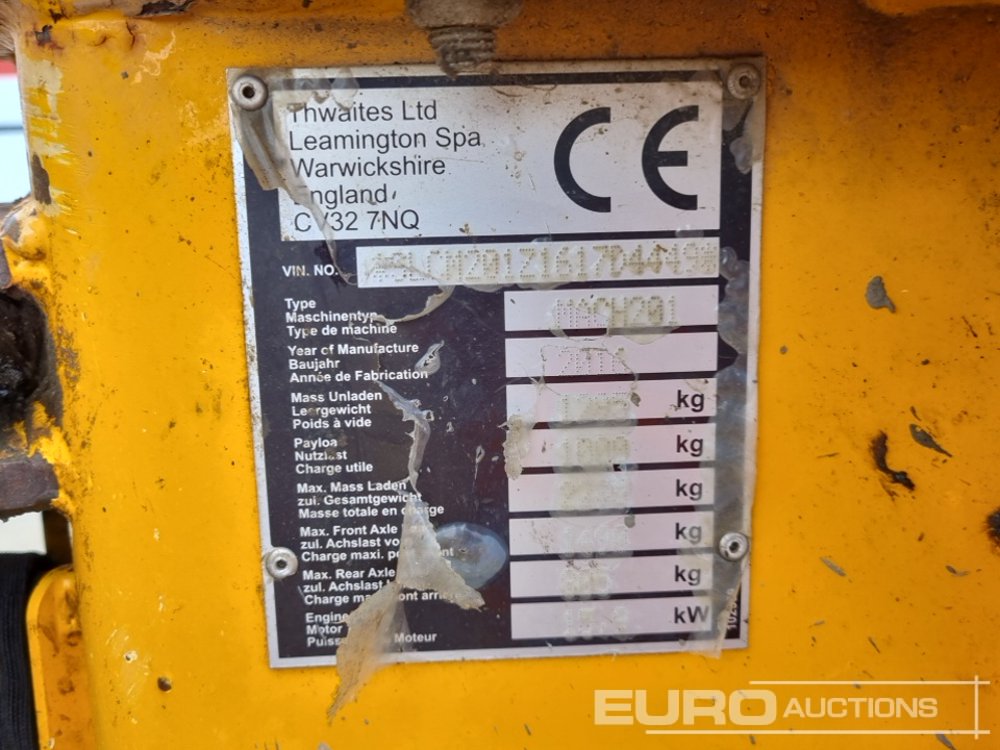 Thwaites Ltd
Leamington Spa
Warwickshire
England
CV32 7NQ
CE
VIN. NO.
Type MACH201
Maschinentyp
Type de machine
Year of Manufacture
Baujahr
Année de Fabrication
Mass Unladen kg
Leergewicht
Poids à vide
Payloa 1000 kg
Nutzlast
Charge utile
Max. Mass Laden kg
zul. Gesamtgewicht
Masse totale en charge
Max. Front Axle kg
zul. Achslast
Charge maxi.
Max. Rear Axle kg
zul. Achslast
Charge
Engine kW
Motor
Moteur
EURO AUCTIONS